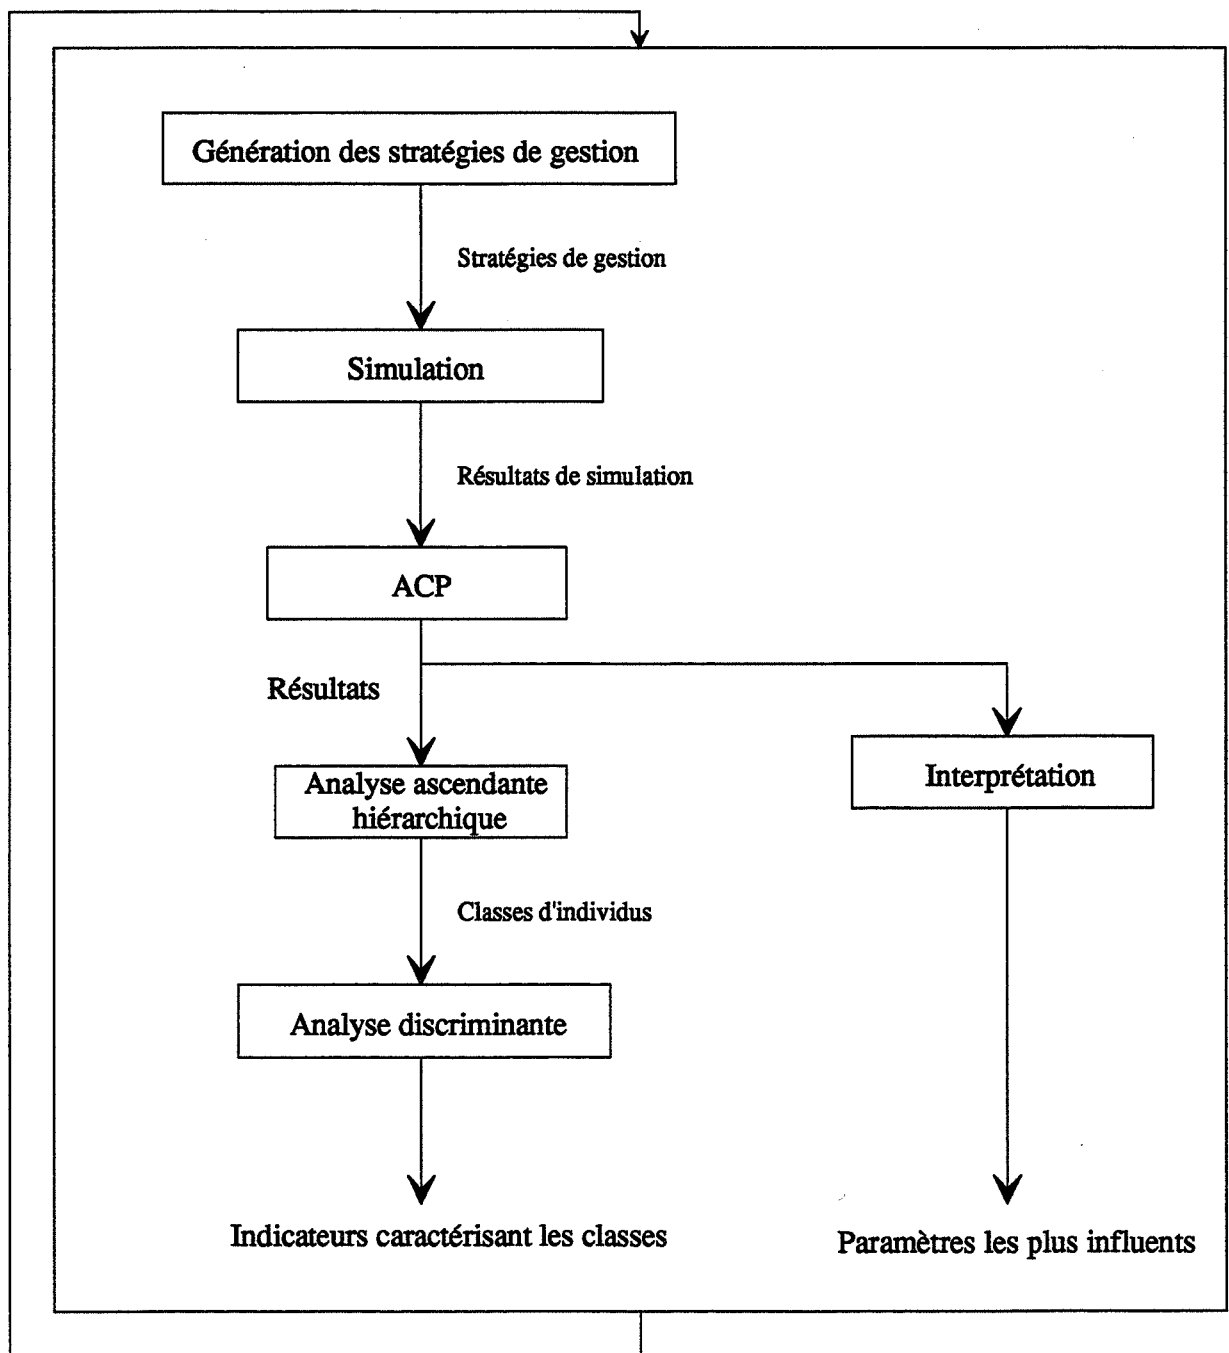 Génération des stratégies de gestion
Stratégies de gestion
Simulation
Résultats de simulation
ACP
Résultats
Analyse ascendante
hiérarchique
Interprétation
Classes d'individus
Analyse discriminante
Indicateurs caractérisant les classes
Paramètres les plus influents